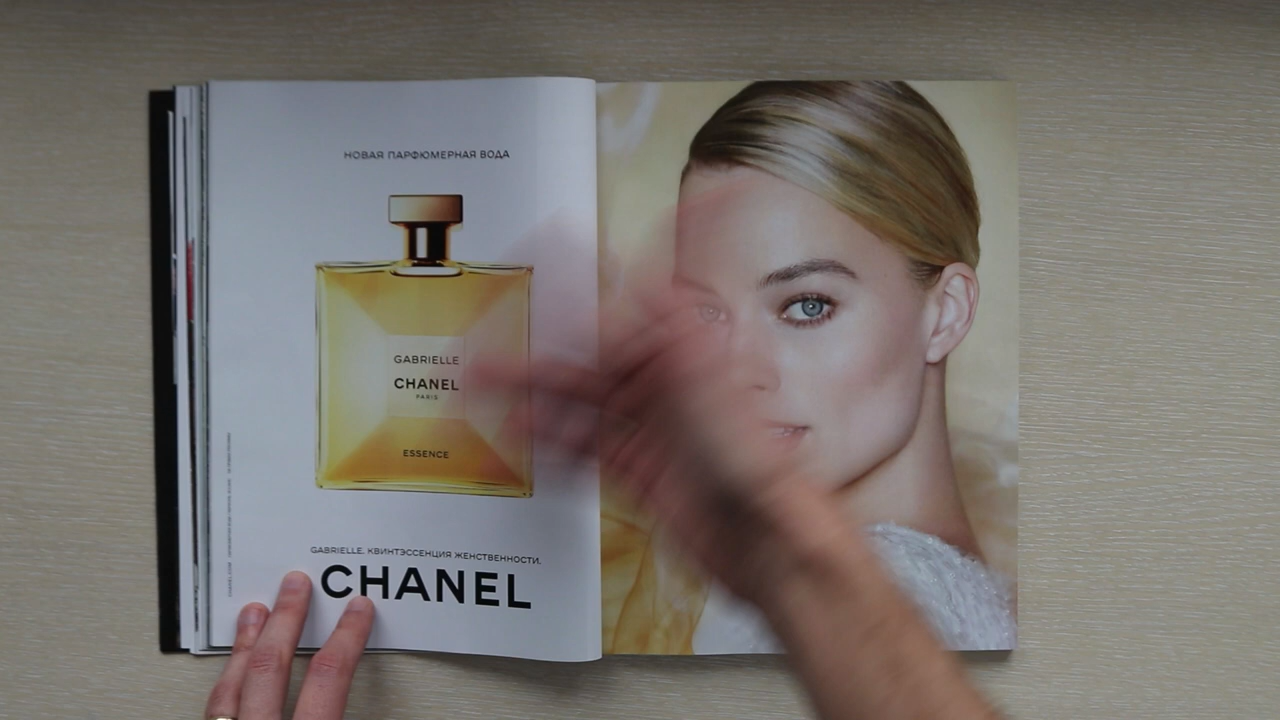 НОВАЯ ПАРФЮМЕРНАЯ ВОДА
GABRIELLE
CHANEL
PARIS
ESSENCE
GABRIELLE. КВИНТЭССЕНЦИЯ ЖЕНСТВЕННОСТИ.
CHANEL